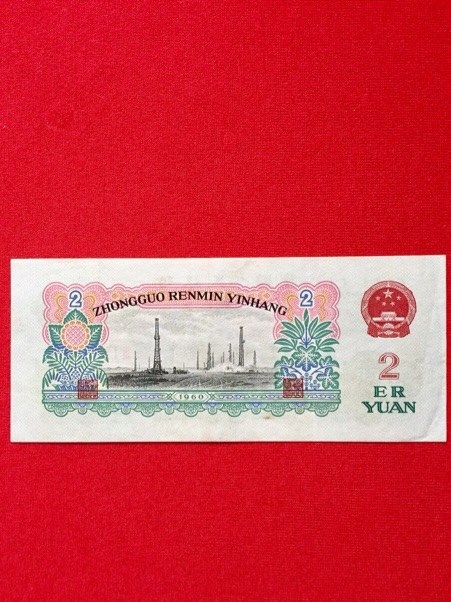 2
ZHONGGUO RENMIN YINHANG
2
1960
2
ER
YUAN